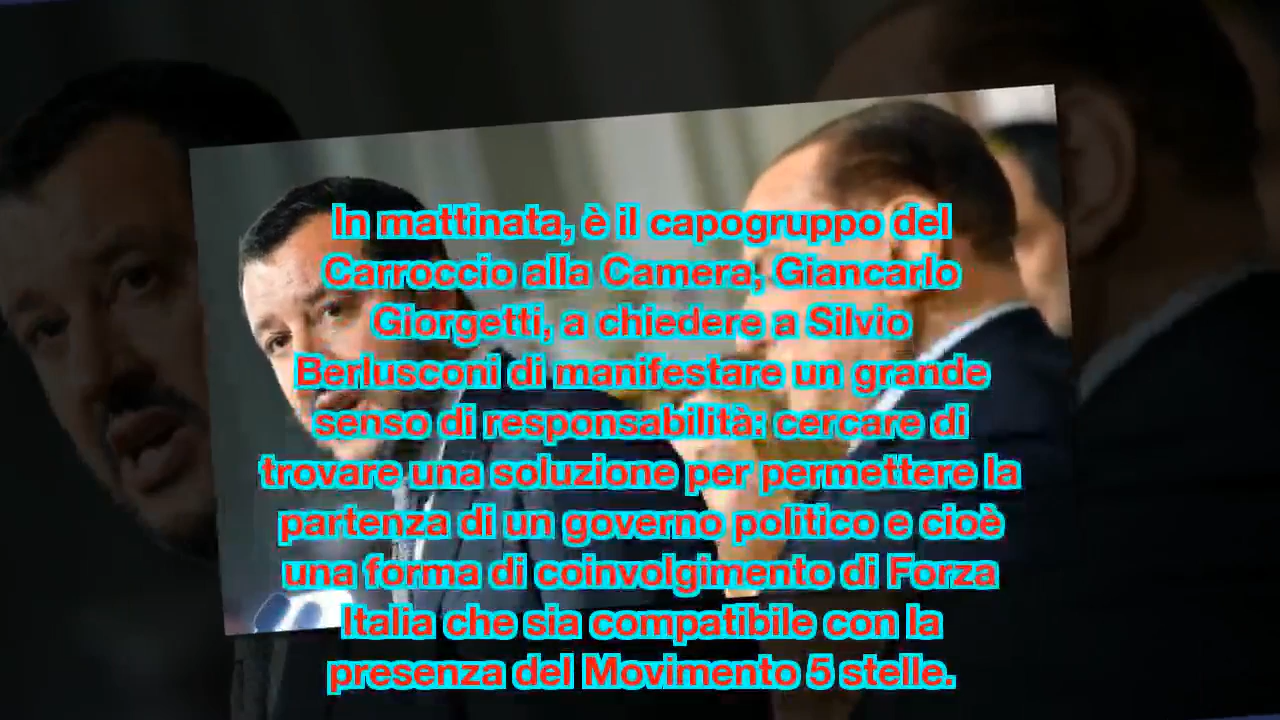 In mattinata, è il capogruppo del
Carroccio alla Camera, Giancarlo
Giorgetti, a chiedere a Silvio
Berlusconi di manifestare un grande
senso di responsabilità: cercare di
trovare una soluzione per permettere la
partenza di un governo politico e cioè
una forma di coinvolgimento di Forza
Italia che sia compatibile con la
presenza del Movimento 5 stelle.